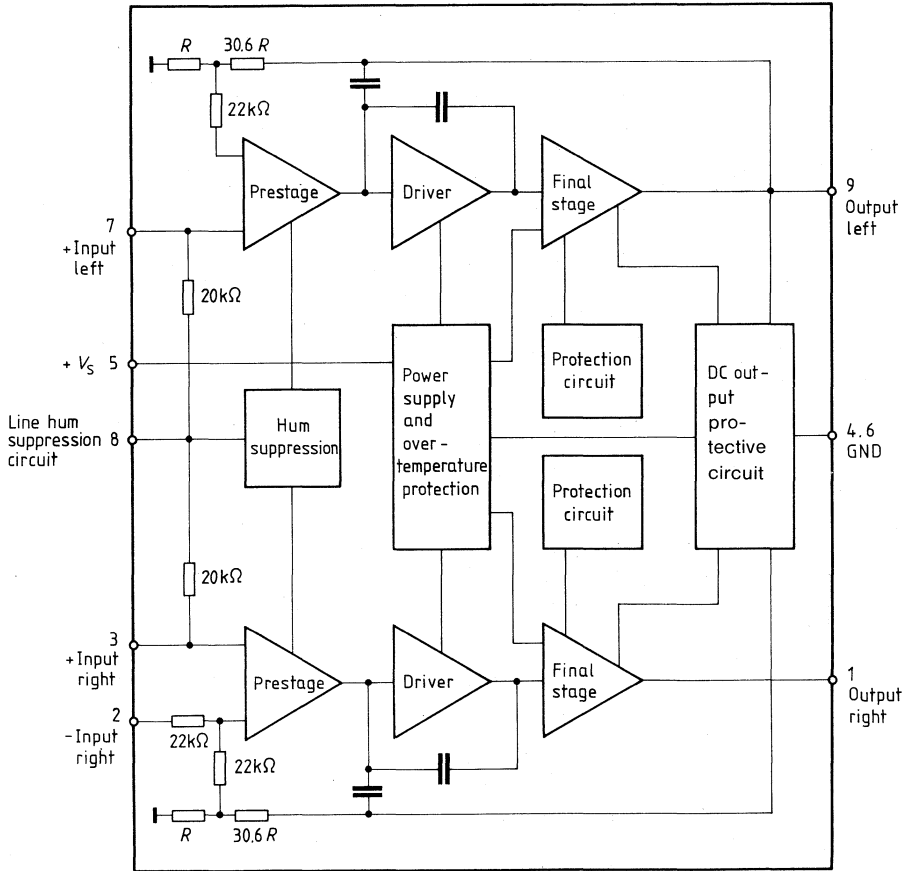 R
30.6 R
22kΩ
Prestage
Driver
Final
stage
9
Output
left
7
+Input
left
20kΩ
+ VS 5
Power
supply
and
over-
temperature
protection
Protection
circuit
DC out-
put
pro-
tective
circuit
Line hum
suppression 8
circuit
Hum
suppression
4.6
GND
Protection
circuit
20kΩ
3
+Input
right
Prestage
Driver
Final
stage
1
Output
right
2
-Input
right
22kΩ
22kΩ
R
30.6 R